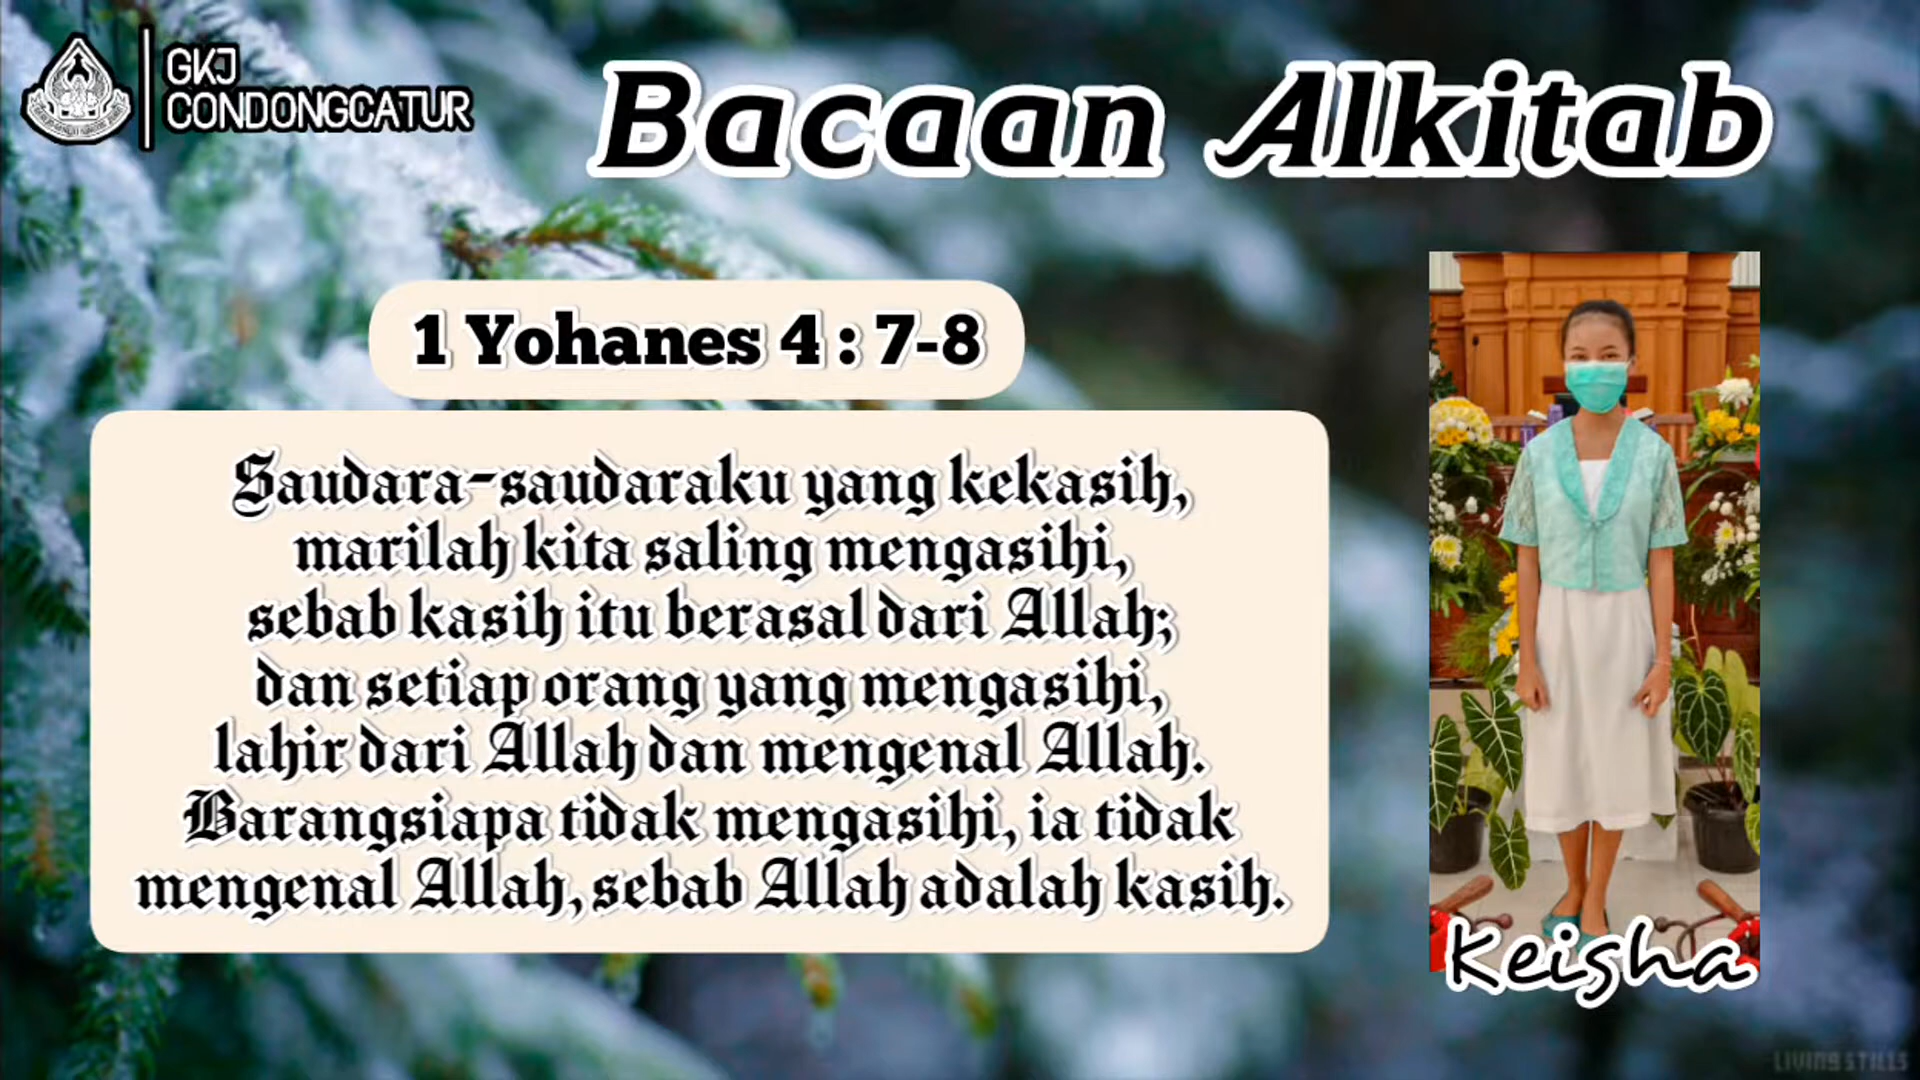 GKJ
CONDONGCATUR
Bacaan Alkitab
1 Yohanes 4 : 7-8
Saudara-saudaraku yang kekasih,
marilah kita saling mengasihi,
sebab kasih itu berasal dari Allah;
dan setiap orang yang mengasihi,
lahir dari Allah dan mengenal Allah.
Barangsiapa tidak mengasihi, ia tidak
mengenal Allah, sebab Allah adalah kasih.
Keisha
LIVING STILLS